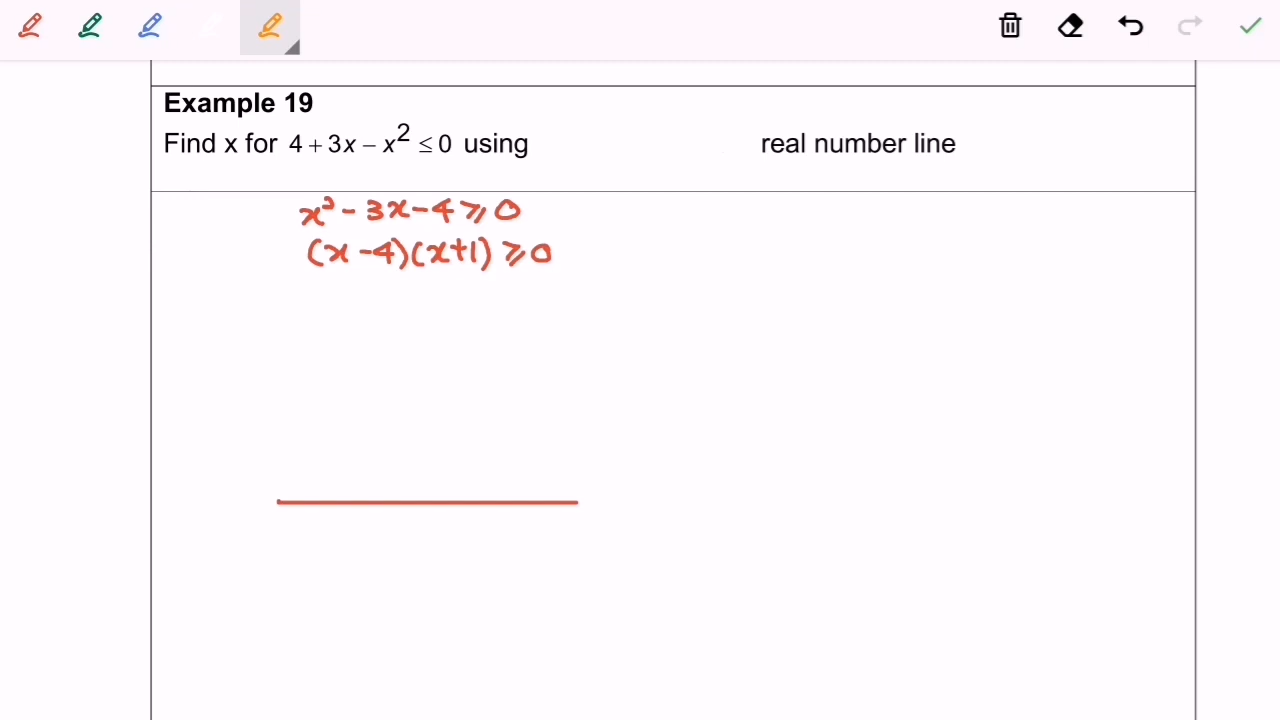 Example 19
Find x for 4 + 3x − x² ≤ 0 using real number line
x² - 3x - 4 ⩾ 0
(x - 4)(x + 1) ⩾ 0